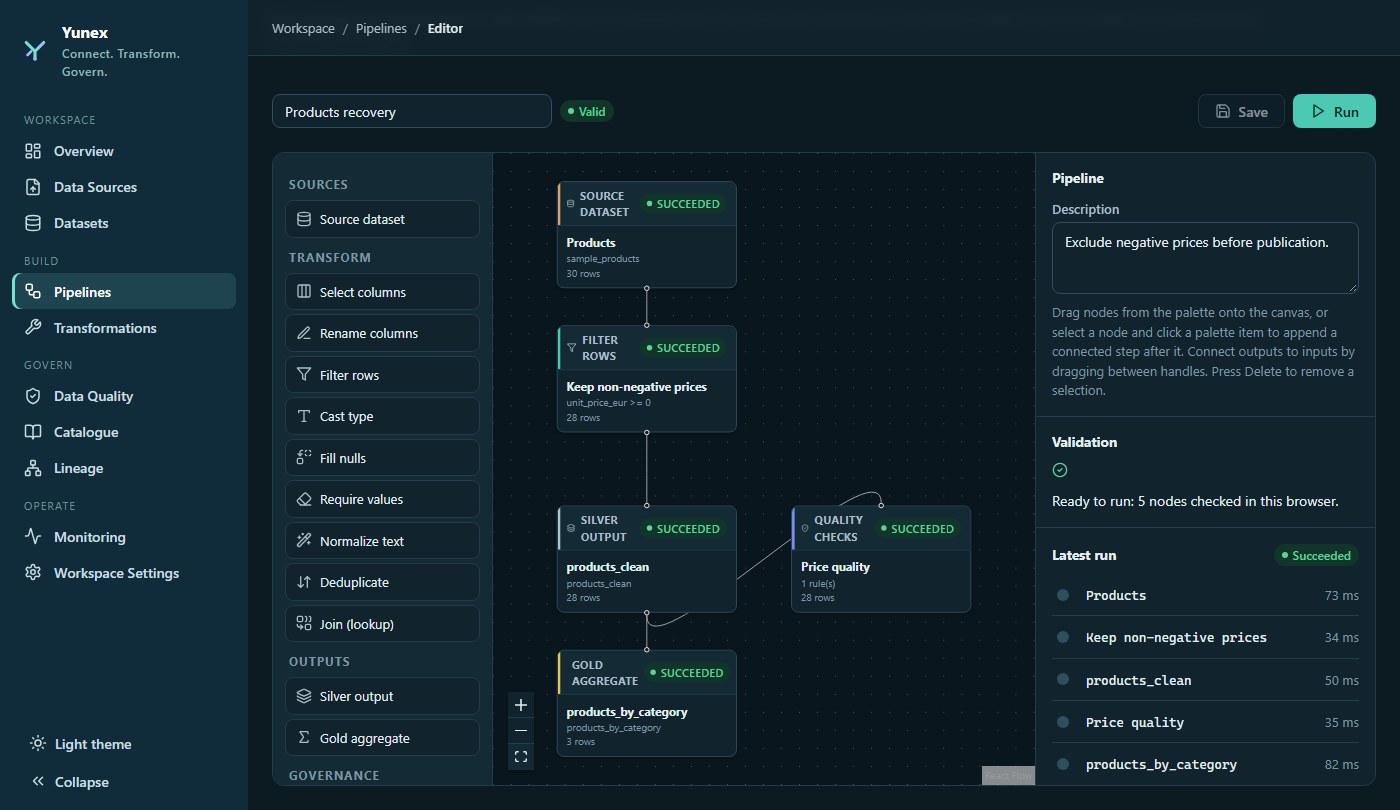 Yunex
Connect. Transform.
Govern.
WORKSPACE
Overview
Data Sources
Datasets
BUILD
Pipelines
Transformations
GOVERN
Data Quality
Catalogue
Lineage
OPERATE
Monitoring
Workspace Settings
Light theme
Collapse
Workspace / Pipelines / Editor
Products recovery
Valid
Save
Run
SOURCES
Source dataset
TRANSFORM
Select columns
Rename columns
Filter rows
Cast type
Fill nulls
Require values
Normalize text
Deduplicate
Join (lookup)
OUTPUTS
Silver output
Gold aggregate
GOVERNANCE
SOURCE
DATASET
SUCCEEDED
Products
sample_products
30 rows
FILTER
ROWS
SUCCEEDED
Keep non-negative prices
unit_price_eur >= 0
28 rows
SILVER
OUTPUT
SUCCEEDED
products_clean
products_clean
28 rows
QUALITY
CHECKS
SUCCEEDED
Price quality
1 rule(s)
28 rows
GOLD
AGGREGATE
SUCCEEDED
products_by_category
products_by_category
3 rows
React Flow
Pipeline
Description
Exclude negative prices before publication.
Drag nodes from the palette onto the canvas, or
select a node and click a palette item to append a
connected step after it. Connect outputs to inputs by
dragging between handles. Press Delete to remove a
selection.
Validation
Ready to run: 5 nodes checked in this browser.
Latest run
Succeeded
Products 73 ms
Keep non-negative prices 34 ms
products_clean 50 ms
Price quality 35 ms
products_by_category 82 ms